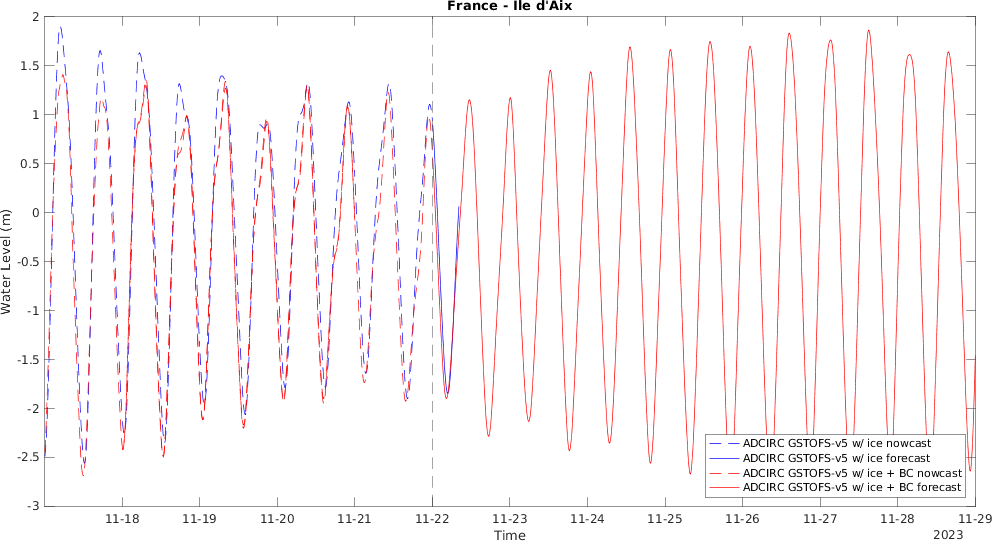 France - Ile d'Aix
Water Level (m)
2
1.5
1
0.5
0
-0.5
-1
-1.5
-2
-2.5
-3
ADCIRC GSTOFS-v5 w/ ice nowcast
ADCIRC GSTOFS-v5 w/ ice forecast
ADCIRC GSTOFS-v5 w/ ice + BC nowcast
ADCIRC GSTOFS-v5 w/ ice + BC forecast
11-18 11-19 11-20 11-21 11-22 11-23 11-24 11-25 11-26 11-27 11-28 11-29
Time
2023